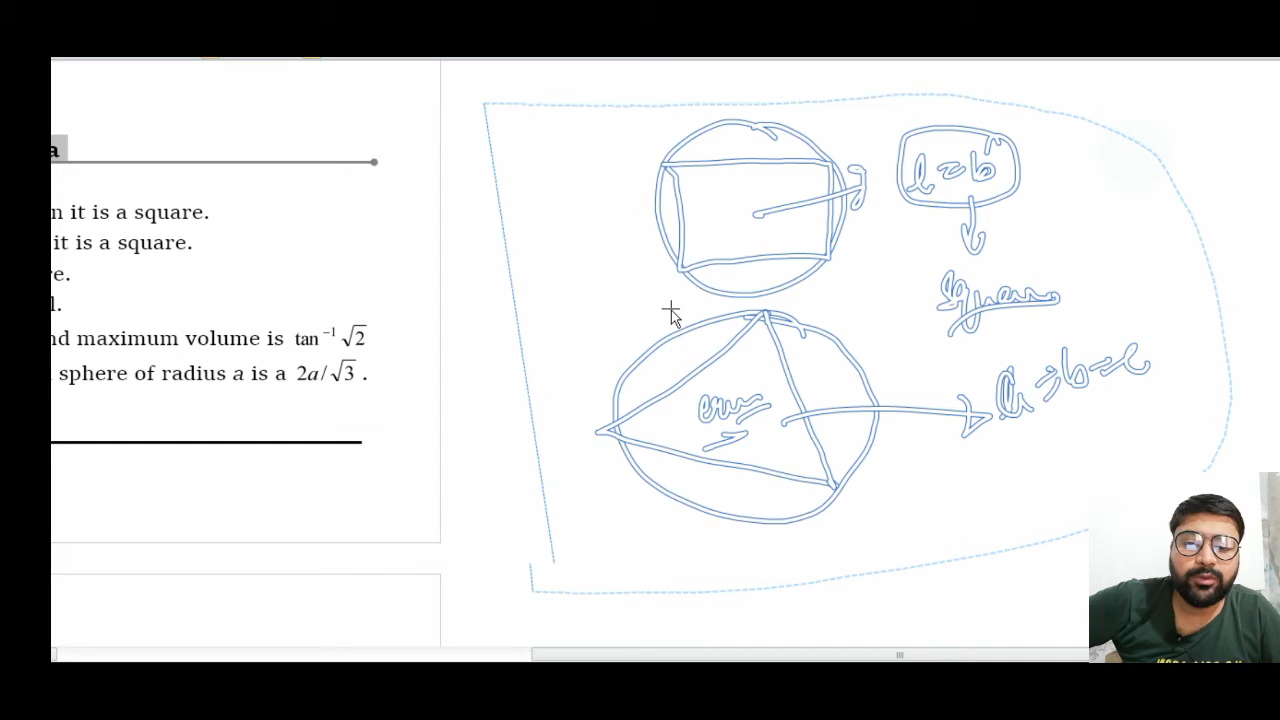 a
n it is a square.
it is a square.
re.
l.
nd maximum volume is tan⁻¹ √2
sphere of radius a is a 2a/√3 .
l = b
Square
a = b = c